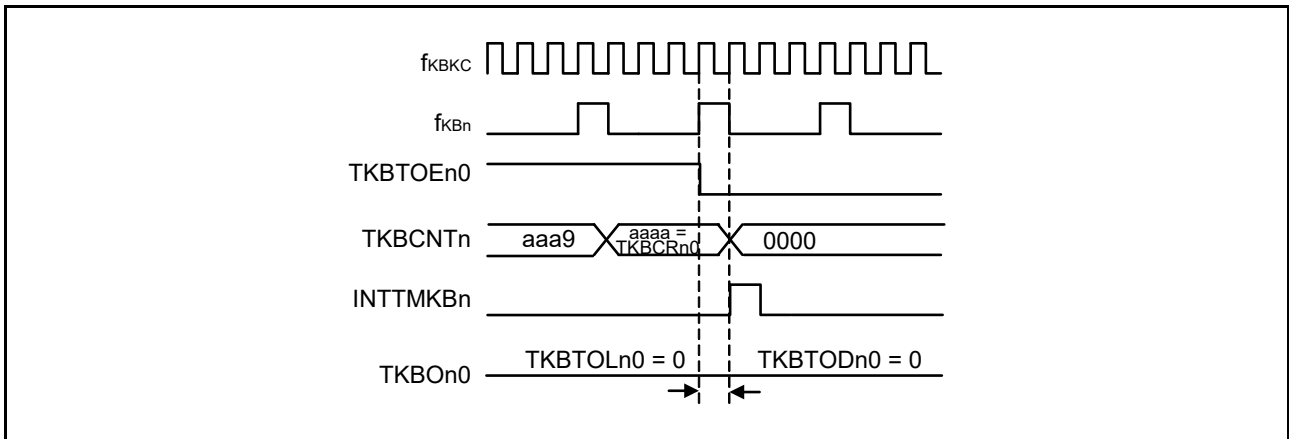 fKBKC
fKBn
TKBTOEn0
TKBCNTn
aaa9
aaaa =
TKBCRn0
0000
INTTMKBn
TKBOn0
TKBTOLn0 = 0
TKBTODn0 = 0